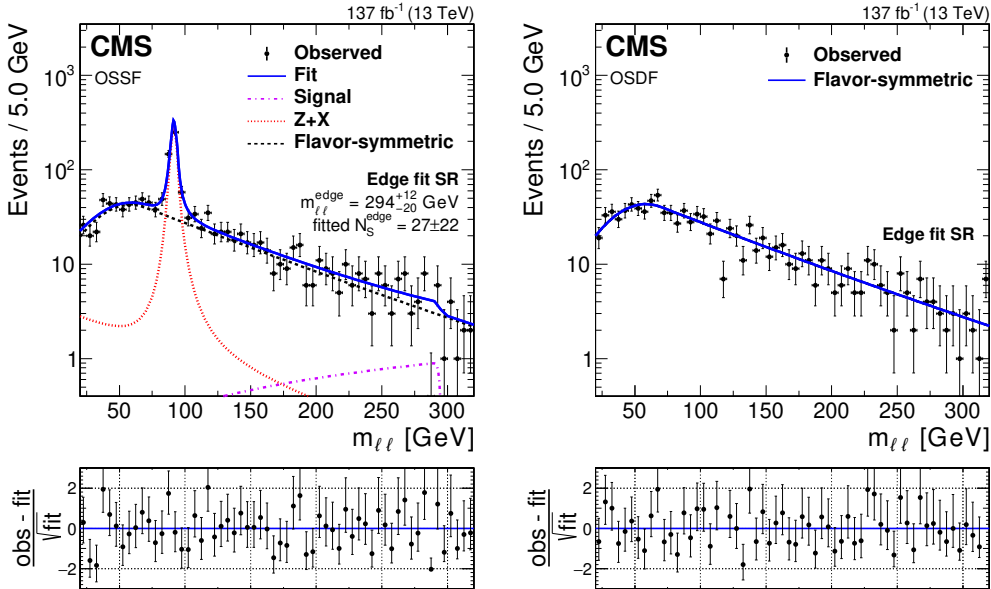 137 fb⁻¹ (13 TeV)
CMS
OSSF
Observed
Fit
Signal
Z+X
Flavor-symmetric
Edge fit SR
m_ℓℓ^edge = 294 +12 −20 GeV
fitted N_S^edge = 27±22
Events / 5.0 GeV
10³
10²
10
1
50 100 150 200 250 300
m_ℓℓ [GeV]
obs - fit
√fit
2
0
−2
137 fb⁻¹ (13 TeV)
CMS
OSDF
Observed
Flavor-symmetric
Edge fit SR
Events / 5.0 GeV
10³
10²
10
1
50 100 150 200 250 300
m_ℓℓ [GeV]
obs - fit
√fit
2
0
−2